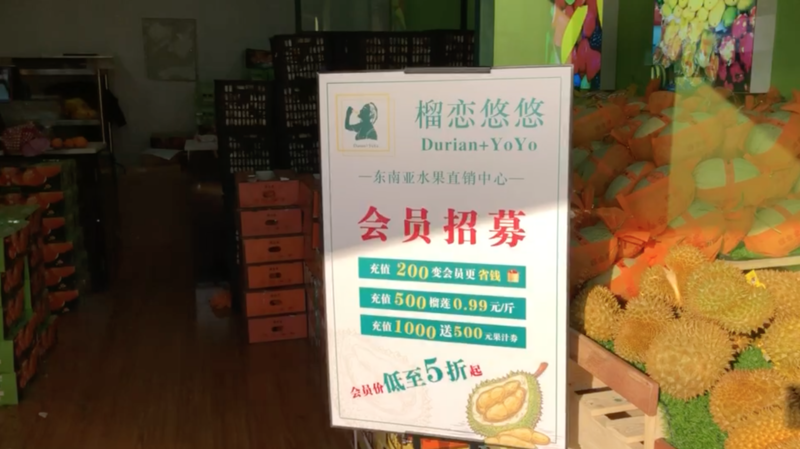 榴恋悠悠
Durian+YoYo
—东南亚水果直销中心—
会员招募
充值200变会员更省钱
充值500榴莲0.99元/斤
充值1000送500元果汁券
会员价低至5折起